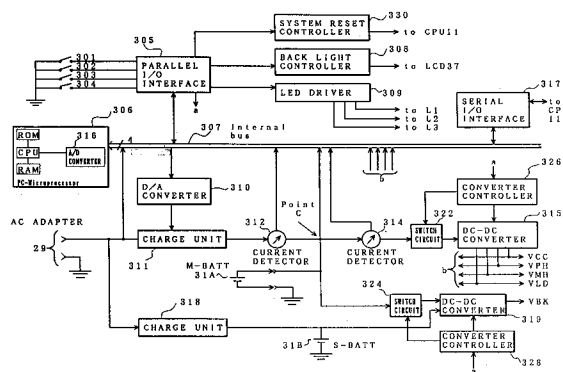 SYSTEM RESET
CONTROLLER
330
to CPU11
301
302
303
304
305
PARALLEL
I/O
INTERFACE
a
BACK LIGHT
CONTROLLER
308
to LCD37
LED DRIVER
309
to L1
to L2
to L3
317
SERIAL
I/O
INTERFACE
to
CP
11
306
ROM
CPU
RAM
316
A/D
CONVERTER
PC-Microprocessor
4
307
Internal
bus
b
D/A
CONVERTER
310
a
326
CONVERTER
CONTROLLER
AC ADAPTER
29
CHARGE UNIT
311
312
CURRENT
DETECTOR
Point
C
314
CURRENT
DETECTOR
322
SWITCH
CIRCUIT
315
DC-DC
CONVERTER
M-BATT
31A
b
VCC
VPH
VMH
VLD
318
CHARGE UNIT
31B
S-BATT
324
SWITCH
CIRCUIT
DC-DC
CONVERTER
319
VBK
CONVERTER
CONTROLLER
328